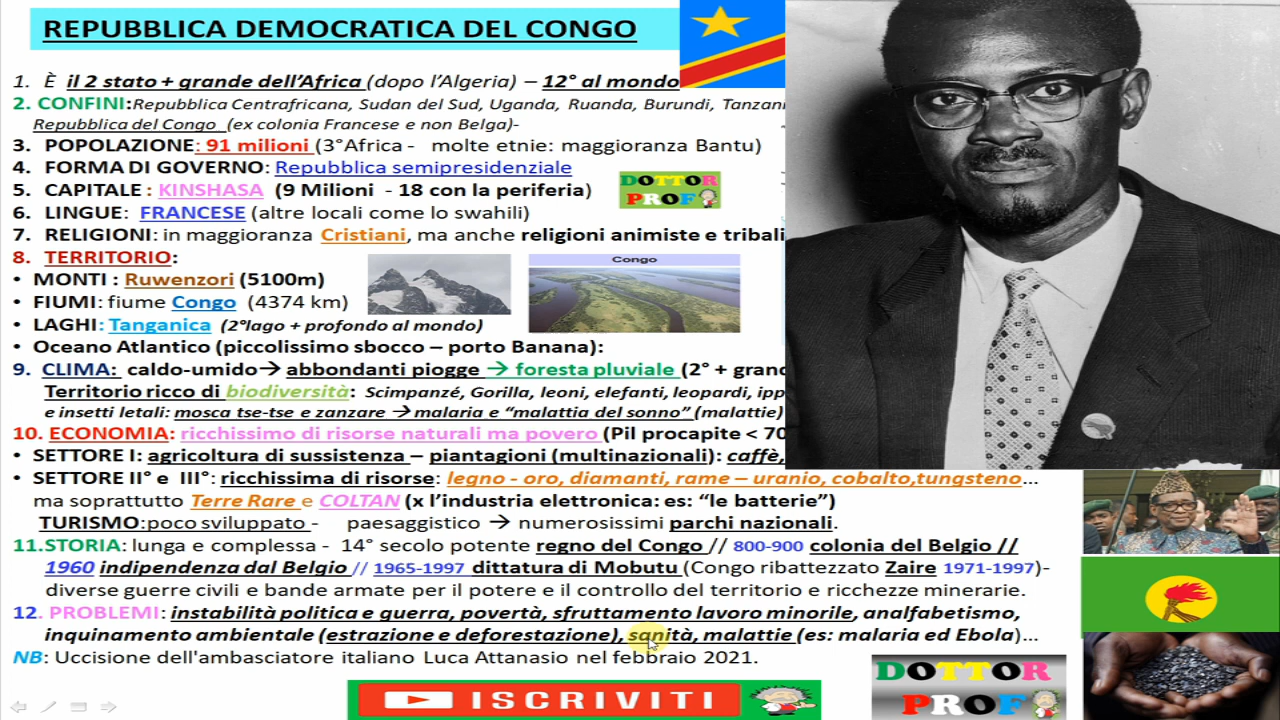 REPUBBLICA DEMOCRATICA DEL CONGO
1. È il 2 stato + grande dell'Africa (dopo l'Algeria) – 12° al mondo
2. CONFINI:Repubblica Centrafricana, Sudan del Sud, Uganda, Ruanda, Burundi, Tanzani
Repubblica del Congo (ex colonia Francese e non Belga)-
3. POPOLAZIONE: 91 milioni (3°Africa - molte etnie: maggioranza Bantu)
4. FORMA DI GOVERNO: Repubblica semipresidenziale
5. CAPITALE : KINSHASA (9 Milioni - 18 con la periferia)
DOTTOR
PROF
6. LINGUE: FRANCESE (altre locali come lo swahili)
7. RELIGIONI: in maggioranza Cristiani, ma anche religioni animiste e tribali
8. TERRITORIO:
Congo
• MONTI : Ruwenzori (5100m)
• FIUMI: fiume Congo (4374 km)
• LAGHI: Tanganica (2°lago + profondo al mondo)
• Oceano Atlantico (piccolissimo sbocco – porto Banana):
9. CLIMA: caldo-umido→ abbondanti piogge → foresta pluviale (2° + grand
Territorio ricco di biodiversità: Scimpanzé, Gorilla, leoni, elefanti, leopardi, ipp
e insetti letali: mosca tse-tse e zanzare → malaria e “malattia del sonno” (malattie)
10. ECONOMIA: ricchissimo di risorse naturali ma povero (Pil procapite < 70
• SETTORE I: agricoltura di sussistenza – piantagioni (multinazionali): caffè,
• SETTORE II° e III°: ricchissima di risorse: legno - oro, diamanti, rame – uranio, cobalto,tungsteno...
ma soprattutto Terre Rare e COLTAN (x l'industria elettronica: es: “le batterie”)
TURISMO:poco sviluppato - paesaggistico → numerosissimi parchi nazionali.
11.STORIA: lunga e complessa - 14° secolo potente regno del Congo // 800-900 colonia del Belgio //
1960 indipendenza dal Belgio // 1965-1997 dittatura di Mobutu (Congo ribattezzato Zaire 1971-1997)-
diverse guerre civili e bande armate per il potere e il controllo del territorio e ricchezze minerarie.
12. PROBLEMI: instabilità politica e guerra, povertà, sfruttamento lavoro minorile, analfabetismo,
inquinamento ambientale (estrazione e deforestazione), sanità, malattie (es: malaria ed Ebola)...
NB: Uccisione dell'ambasciatore italiano Luca Attanasio nel febbraio 2021.
ISCRIVITI
DOTTOR
PROF